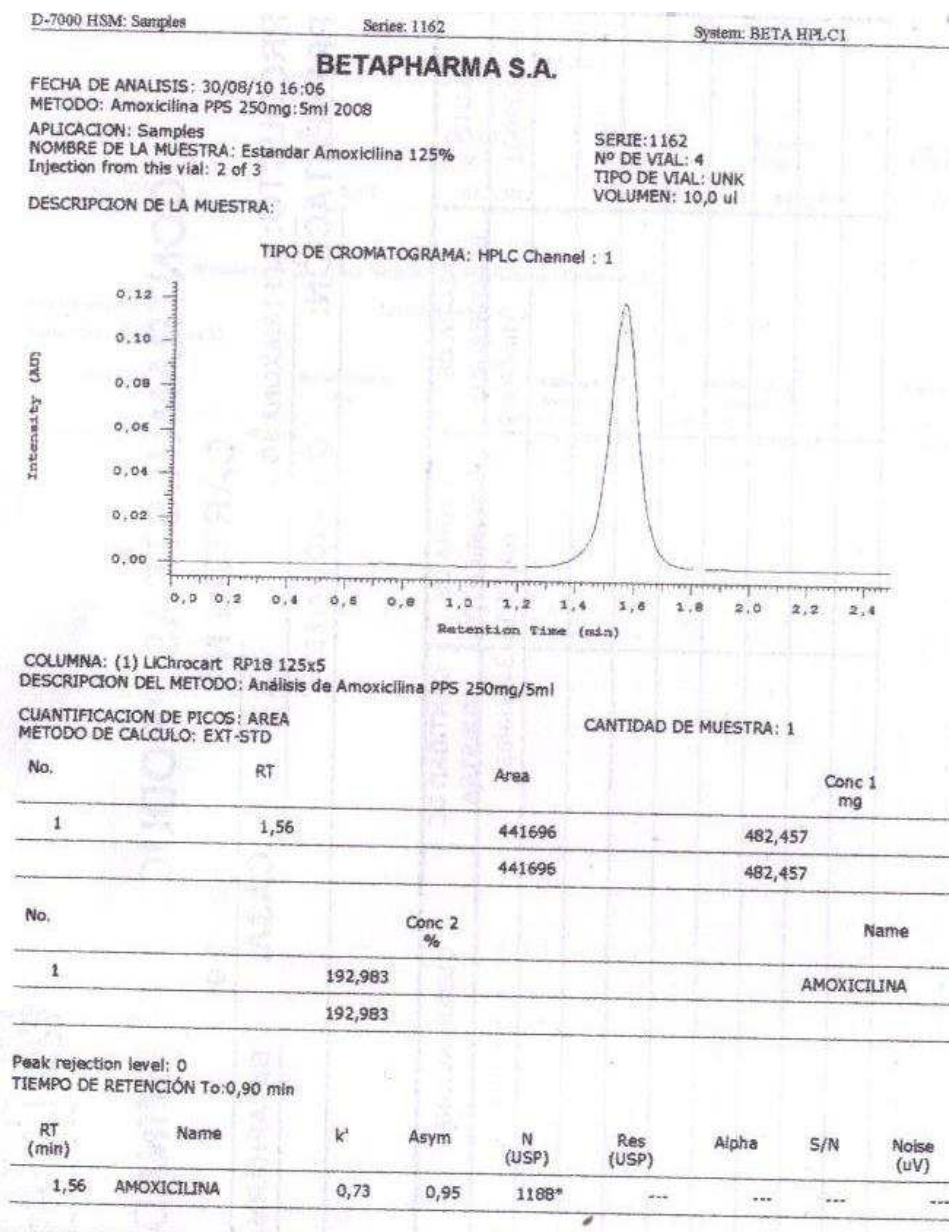 D-7000 HSM: Samples Series: 1162 System: BETA HPLC1
BETAPHARMA S.A.
FECHA DE ANALISIS: 30/08/10 16:06
METODO: Amoxicilina PPS 250mg:5ml 2008
APLICACION: Samples
NOMBRE DE LA MUESTRA: Estandar Amoxicilina 125%
Injection from this vial: 2 of 3
SERIE:1162
Nº DE VIAL: 4
TIPO DE VIAL: UNK
VOLUMEN: 10,0 ul
DESCRIPCION DE LA MUESTRA:
TIPO DE CROMATOGRAMA: HPLC Channel : 1
Intensity (AU)
0,12
0,10
0,08
0,06
0,04
0,02
0,00
0,0 0,2 0,4 0,6 0,8 1,0 1,2 1,4 1,6 1,8 2,0 2,2 2,4
Retention Time (min)
COLUMNA: (1) LiChrocart RP18 125x5
DESCRIPCION DEL METODO: Análisis de Amoxicilina PPS 250mg/5ml
CUANTIFICACION DE PICOS: AREA
METODO DE CALCULO: EXT-STD
CANTIDAD DE MUESTRA: 1
No. RT Area Conc 1
mg
1 1,56 441696 482,457
441696 482,457
No. Conc 2 Name
%
1 192,983 AMOXICILINA
192,983
Peak rejection level: 0
TIEMPO DE RETENCIÓN To:0,90 min
RT Name k' Asym N Res Alpha S/N Noise
(min) (USP) (USP) (uV)
1,56 AMOXICILINA 0,73 0,95 1188* --- --- --- ---